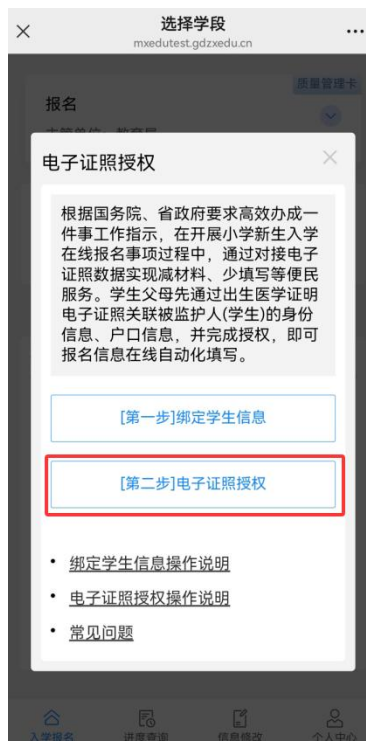 选择学段
mxedutest.gdzxedu.cn
质量管理卡
报名
电子证照授权
根据国务院、省政府要求高效办成一
件事工作指示，在开展小学新生入学
在线报名事项过程中，通过对接电子
证照数据实现减材料、少填写等便民
服务。学生父母先通过出生医学证明
电子证照关联被监护人(学生)的身份
信息、户口信息，并完成授权，即可
报名信息在线自动化填写。
[第一步]绑定学生信息
[第二步]电子证照授权
• 绑定学生信息操作说明
• 电子证照授权操作说明
• 常见问题
入学报名 进度查询 信息修改 个人中心